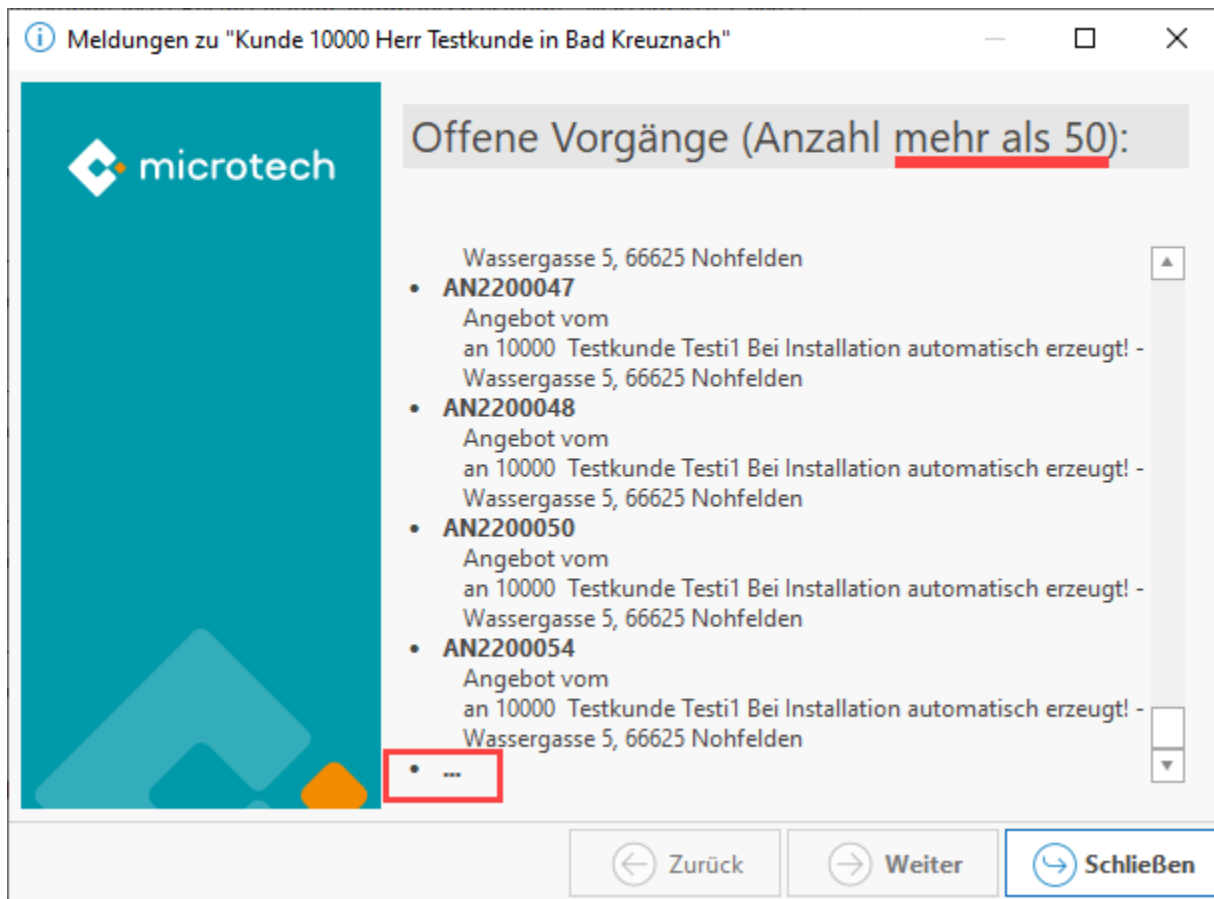 Meldungen zu "Kunde 10000 Herr Testkunde in Bad Kreuznach"
microtech
Offene Vorgänge (Anzahl mehr als 50):
Wassergasse 5, 66625 Nohfelden
• AN2200047
Angebot vom
an 10000  Testkunde Testi1 Bei Installation automatisch erzeugt! -
Wassergasse 5, 66625 Nohfelden
• AN2200048
Angebot vom
an 10000  Testkunde Testi1 Bei Installation automatisch erzeugt! -
Wassergasse 5, 66625 Nohfelden
• AN2200050
Angebot vom
an 10000  Testkunde Testi1 Bei Installation automatisch erzeugt! -
Wassergasse 5, 66625 Nohfelden
• AN2200054
Angebot vom
an 10000  Testkunde Testi1 Bei Installation automatisch erzeugt! -
Wassergasse 5, 66625 Nohfelden
• ...
Zurück
Weiter
Schließen